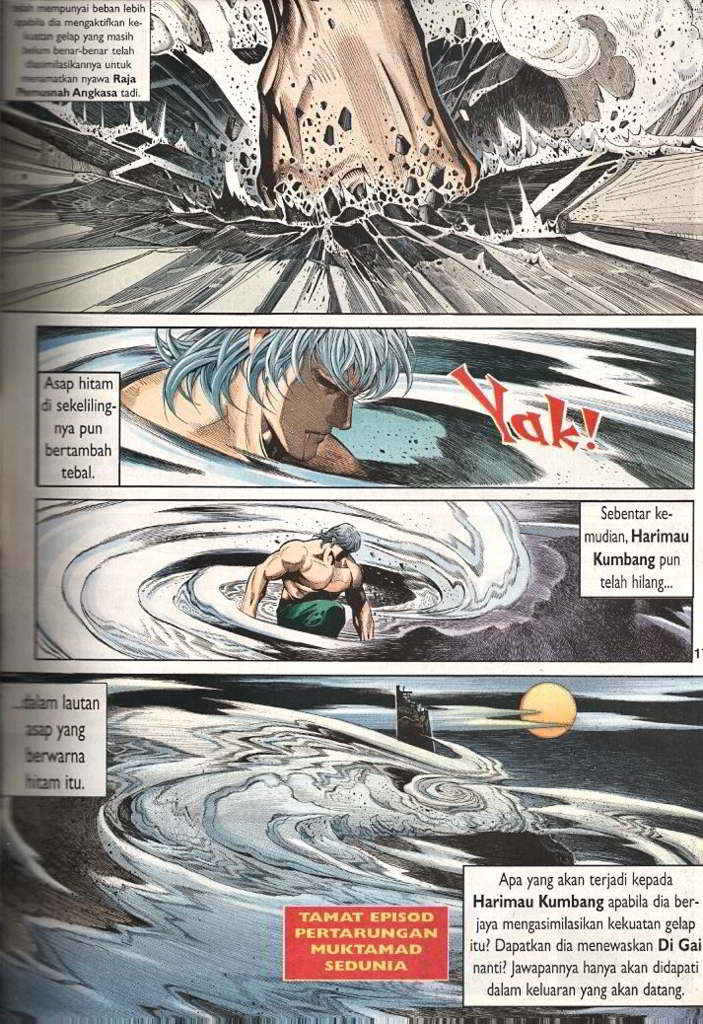 telah mempunyai beban lebih
apabila dia mengaktifkan ke-
kuatan gelap yang masih
belum benar-benar telah
diasimilasikannya untuk
menamatkan nyawa Raja
Pemusnah Angkasa tadi.
Asap hitam
di sekeliling-
nya pun
bertambah
tebal.
Yak!
Sebentar ke-
mudian, Harimau
Kumbang pun
telah hilang...
...dalam lautan
asap yang
berwarna
hitam itu.
TAMAT EPISOD
PERTARUNGAN
MUKTAMAD
SEDUNIA
Apa yang akan terjadi kepada
Harimau Kumbang apabila dia ber-
jaya mengasimilasikan kekuatan gelap
itu? Dapatkan dia menewaskan Di Gai
nanti? Jawapannya hanya akan didapati
dalam keluaran yang akan datang.